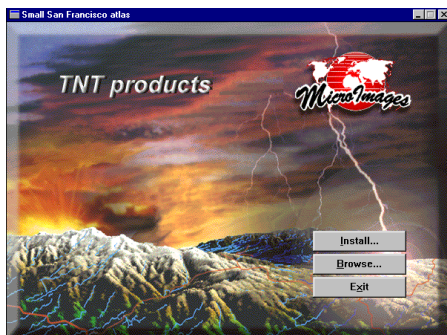 Small San Francisco atlas
TNT products
MicroImages
Install...
Browse...
Exit